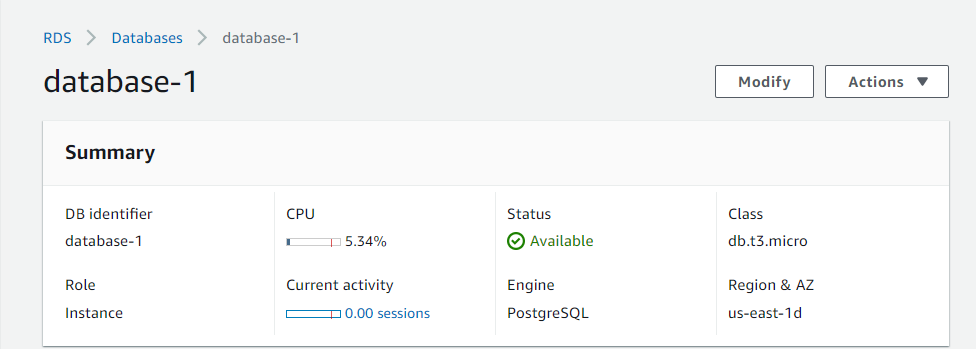 RDS > Databases > database-1
database-1
Modify
Actions
Summary
DB identifier
database-1
CPU
5.34%
Status
Available
Class
db.t3.micro
Role
Instance
Current activity
0.00 sessions
Engine
PostgreSQL
Region & AZ
us-east-1d